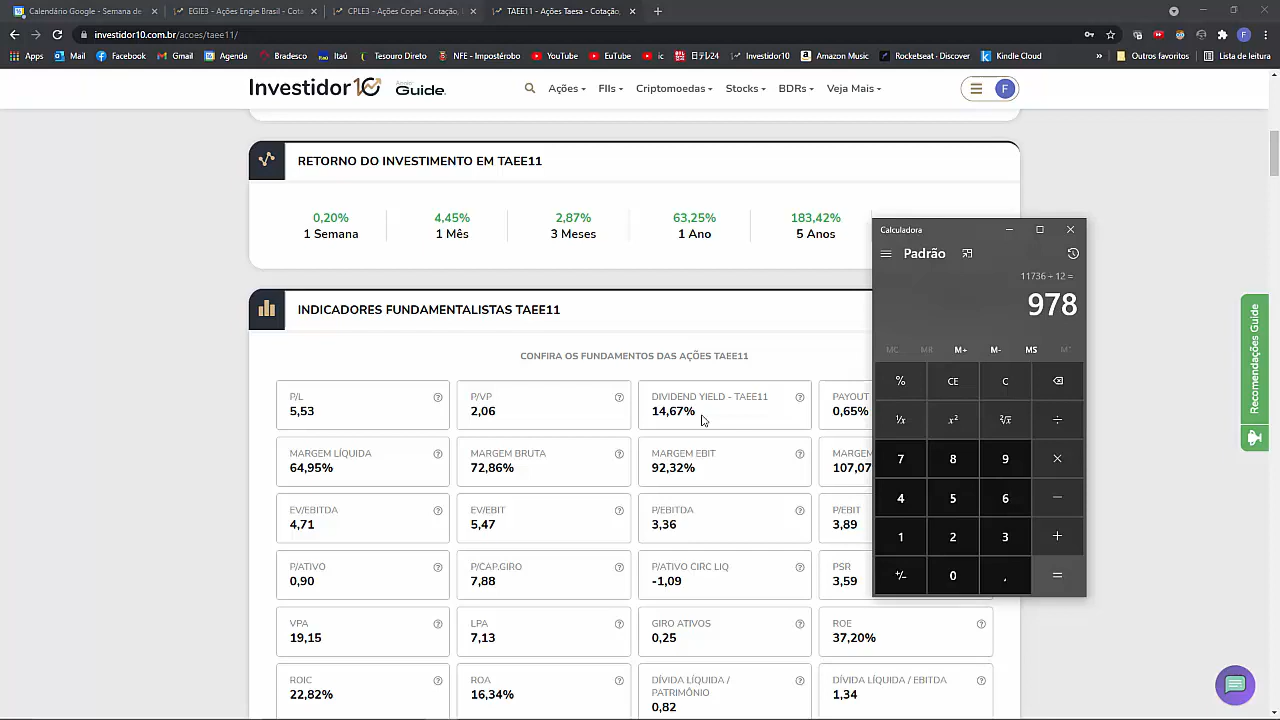 Calendário Google - Semana de
EGIE3 - Ações Engie Brasil - Cota
CPLE3 - Ações Copel - Cotação,
TAEE11 - Ações Taesa - Cotação,
investidor10.com.br/acoes/taee11/
F
Apps
Mail
Facebook
Gmail
Agenda
Bradesco
Itaú
Tesouro Direto
NFE - Impostérobo
YouTube
EuTube
ic
日刊/24
Investidor10
Amazon Music
Rocketseat · Discover
Kindle Cloud
»
Outros favoritos
Lista de leitura
Investidor10
Guide.
Ações
FIIs
Criptomoedas
Stocks
BDRs
Veja Mais
F
RETORNO DO INVESTIMENTO EM TAEE11
0,20%
1 Semana
4,45%
1 Mês
2,87%
3 Meses
63,25%
1 Ano
183,42%
5 Anos
INDICADORES FUNDAMENTALISTAS TAEE11
CONFIRA OS FUNDAMENTOS DAS AÇÕES TAEE11
P/L
5,53
P/VP
2,06
DIVIDEND YIELD - TAEE11
14,67%
PAYOUT
0,65%
MARGEM LÍQUIDA
64,95%
MARGEM BRUTA
72,86%
MARGEM EBIT
92,32%
MARGEM
107,07
EV/EBITDA
4,71
EV/EBIT
5,47
P/EBITDA
3,36
P/EBIT
3,89
P/ATIVO
0,90
P/CAP.GIRO
7,88
P/ATIVO CIRC LIQ
-1,09
PSR
3,59
VPA
19,15
LPA
7,13
GIRO ATIVOS
0,25
ROE
37,20%
ROIC
22,82%
ROA
16,34%
DÍVIDA LÍQUIDA /
PATRIMÔNIO
0,82
DÍVIDA LÍQUIDA / EBITDA
1,34
Calculadora
Padrão
11736 ÷ 12 =
978
MC
MR
M+
M-
MS
M˅
%
CE
C
⌫
¹/x
x²
²√x
÷
7
8
9
×
4
5
6
−
1
2
3
+
+/-
0
,
=
Recomendações Guide